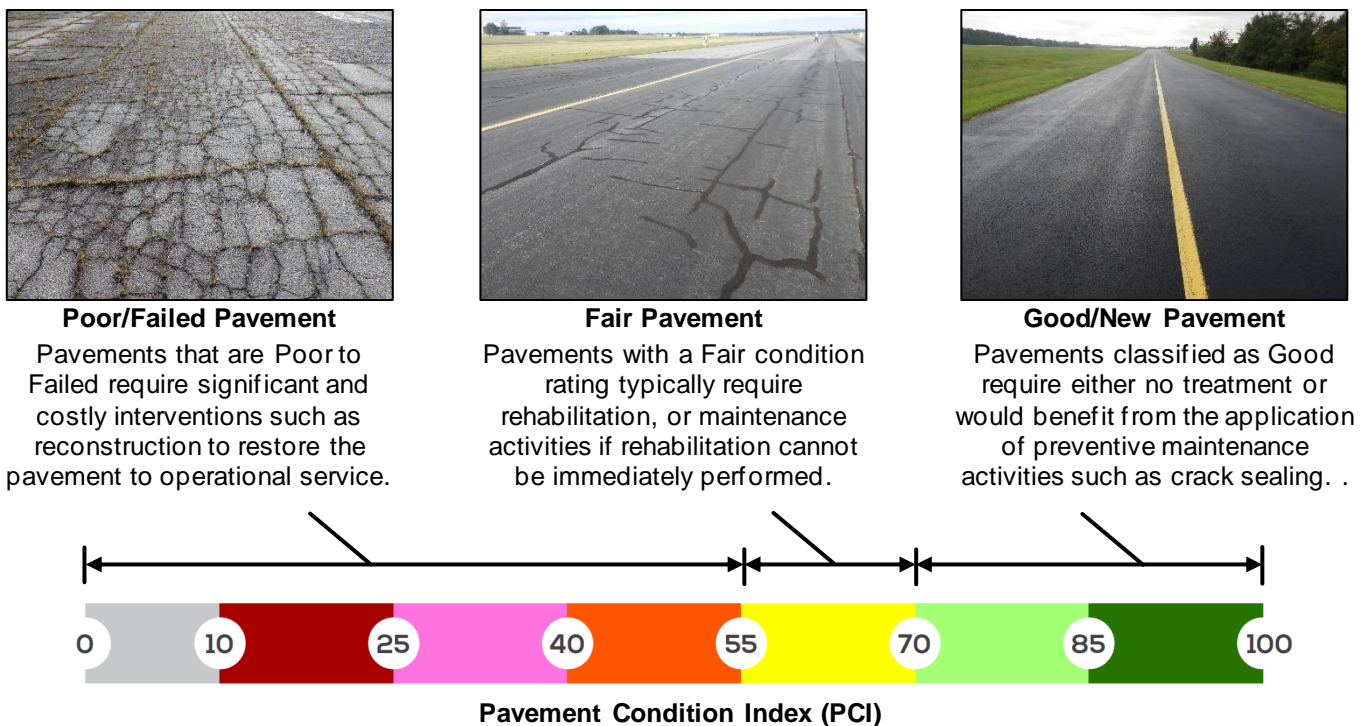 Poor/Failed Pavement
Pavements that are Poor to
Failed require significant and
costly interventions such as
reconstruction to restore the
pavement to operational service.
Fair Pavement
Pavements with a Fair condition
rating typically require
rehabilitation, or maintenance
activities if rehabilitation cannot
be immediately performed.
Good/New Pavement
Pavements classified as Good
require either no treatment or
would benefit from the application
of preventive maintenance
activities such as crack sealing. .
0 10 25 40 55 70 85 100
Pavement Condition Index (PCI)